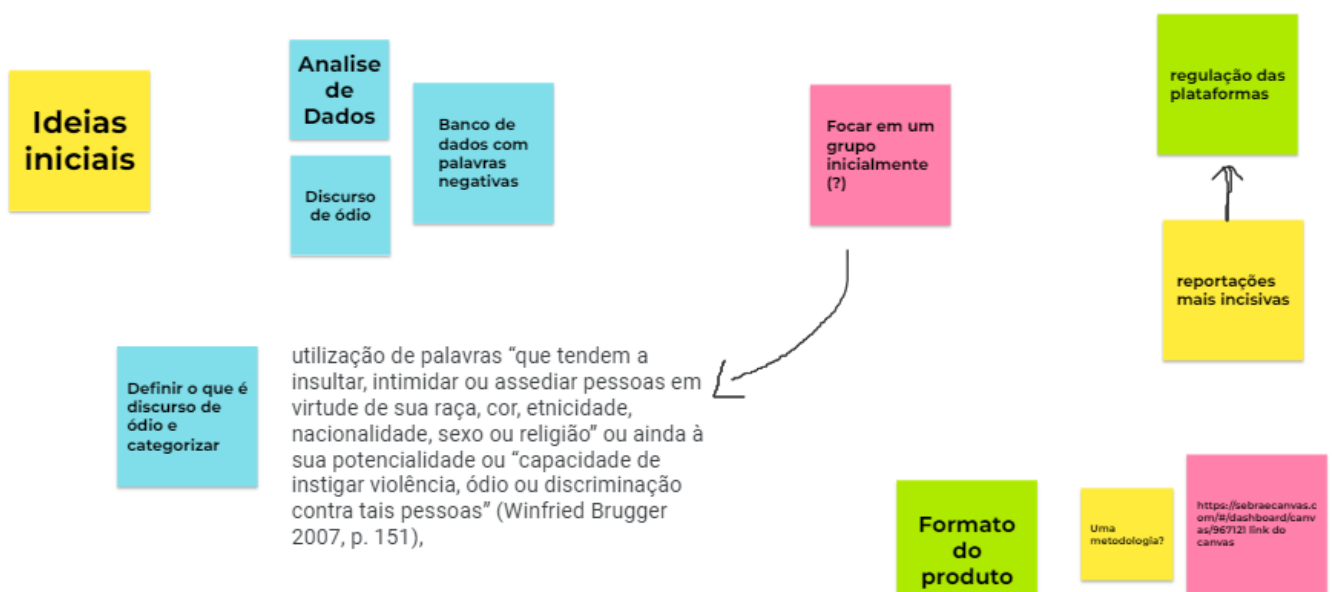 Ideias
iniciais
Analise
de
Dados
Discurso
de ódio
Banco de
dados com
palavras
negativas
Focar em um
grupo
inicialmente
(?)
regulação das
plataformas
reportações
mais incisivas
Definir o que é
discurso de
ódio e
categorizar
utilização de palavras “que tendem a
insultar, intimidar ou assediar pessoas em
virtude de sua raça, cor, etnicidade,
nacionalidade, sexo ou religião” ou ainda à
sua potencialidade ou “capacidade de
instigar violência, ódio ou discriminação
contra tais pessoas” (Winfried Brugger
2007, p. 151),
Formato
do
produto
Uma
metodologia?
https://sebraecanvas.c
om/#/dashboard/canv
as/967121 link do
canvas